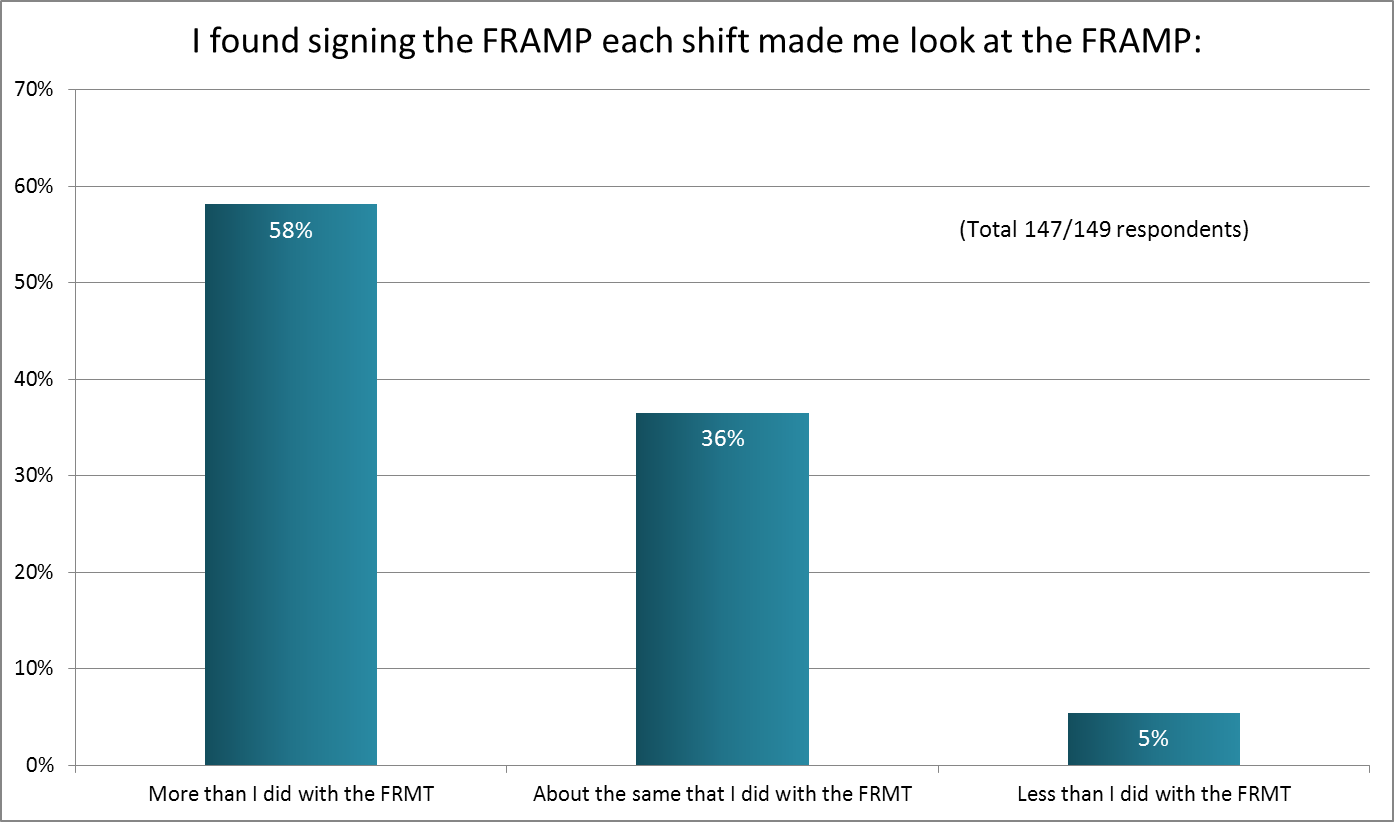 I found signing the FRAMP each shift made me look at the FRAMP:
70%
60%
50%
40%
30%
20%
10%
0%
58%
36%
5%
(Total 147/149 respondents)
More than I did with the FRMT
About the same that I did with the FRMT
Less than I did with the FRMT